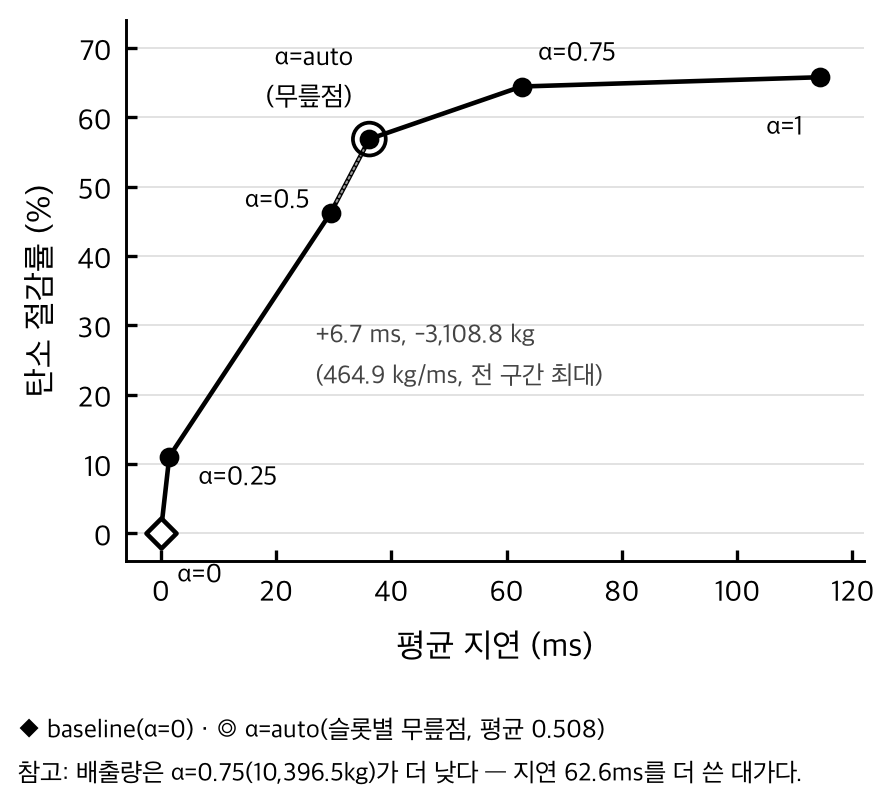 70
60
50
40
30
20
10
0
탄소 절감률 (%)
α=auto
(무릎점)
α=0.75
α=1
α=0.5
+6.7 ms, −3,108.8 kg
(464.9 kg/ms, 전 구간 최대)
α=0.25
α=0
0 20 40 60 80 100 120
평균 지연 (ms)
◆ baseline(α=0) · ◎ α=auto(슬롯별 무릎점, 평균 0.508)
참고: 배출량은 α=0.75(10,396.5kg)가 더 낮다 — 지연 62.6ms를 더 쓴 대가다.